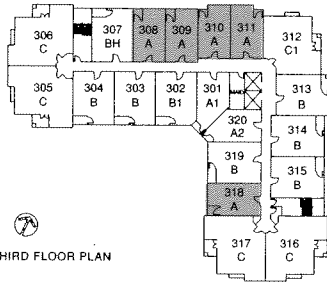 306 C
307 BH
308 A
309 A
310 A
311 A
312 C1
305 C
304 B
303 B
302 B1
301 A1
313 B
320 A2
314 B
319 B
315 B
318 A
317 C
316 C
HIRD FLOOR PLAN